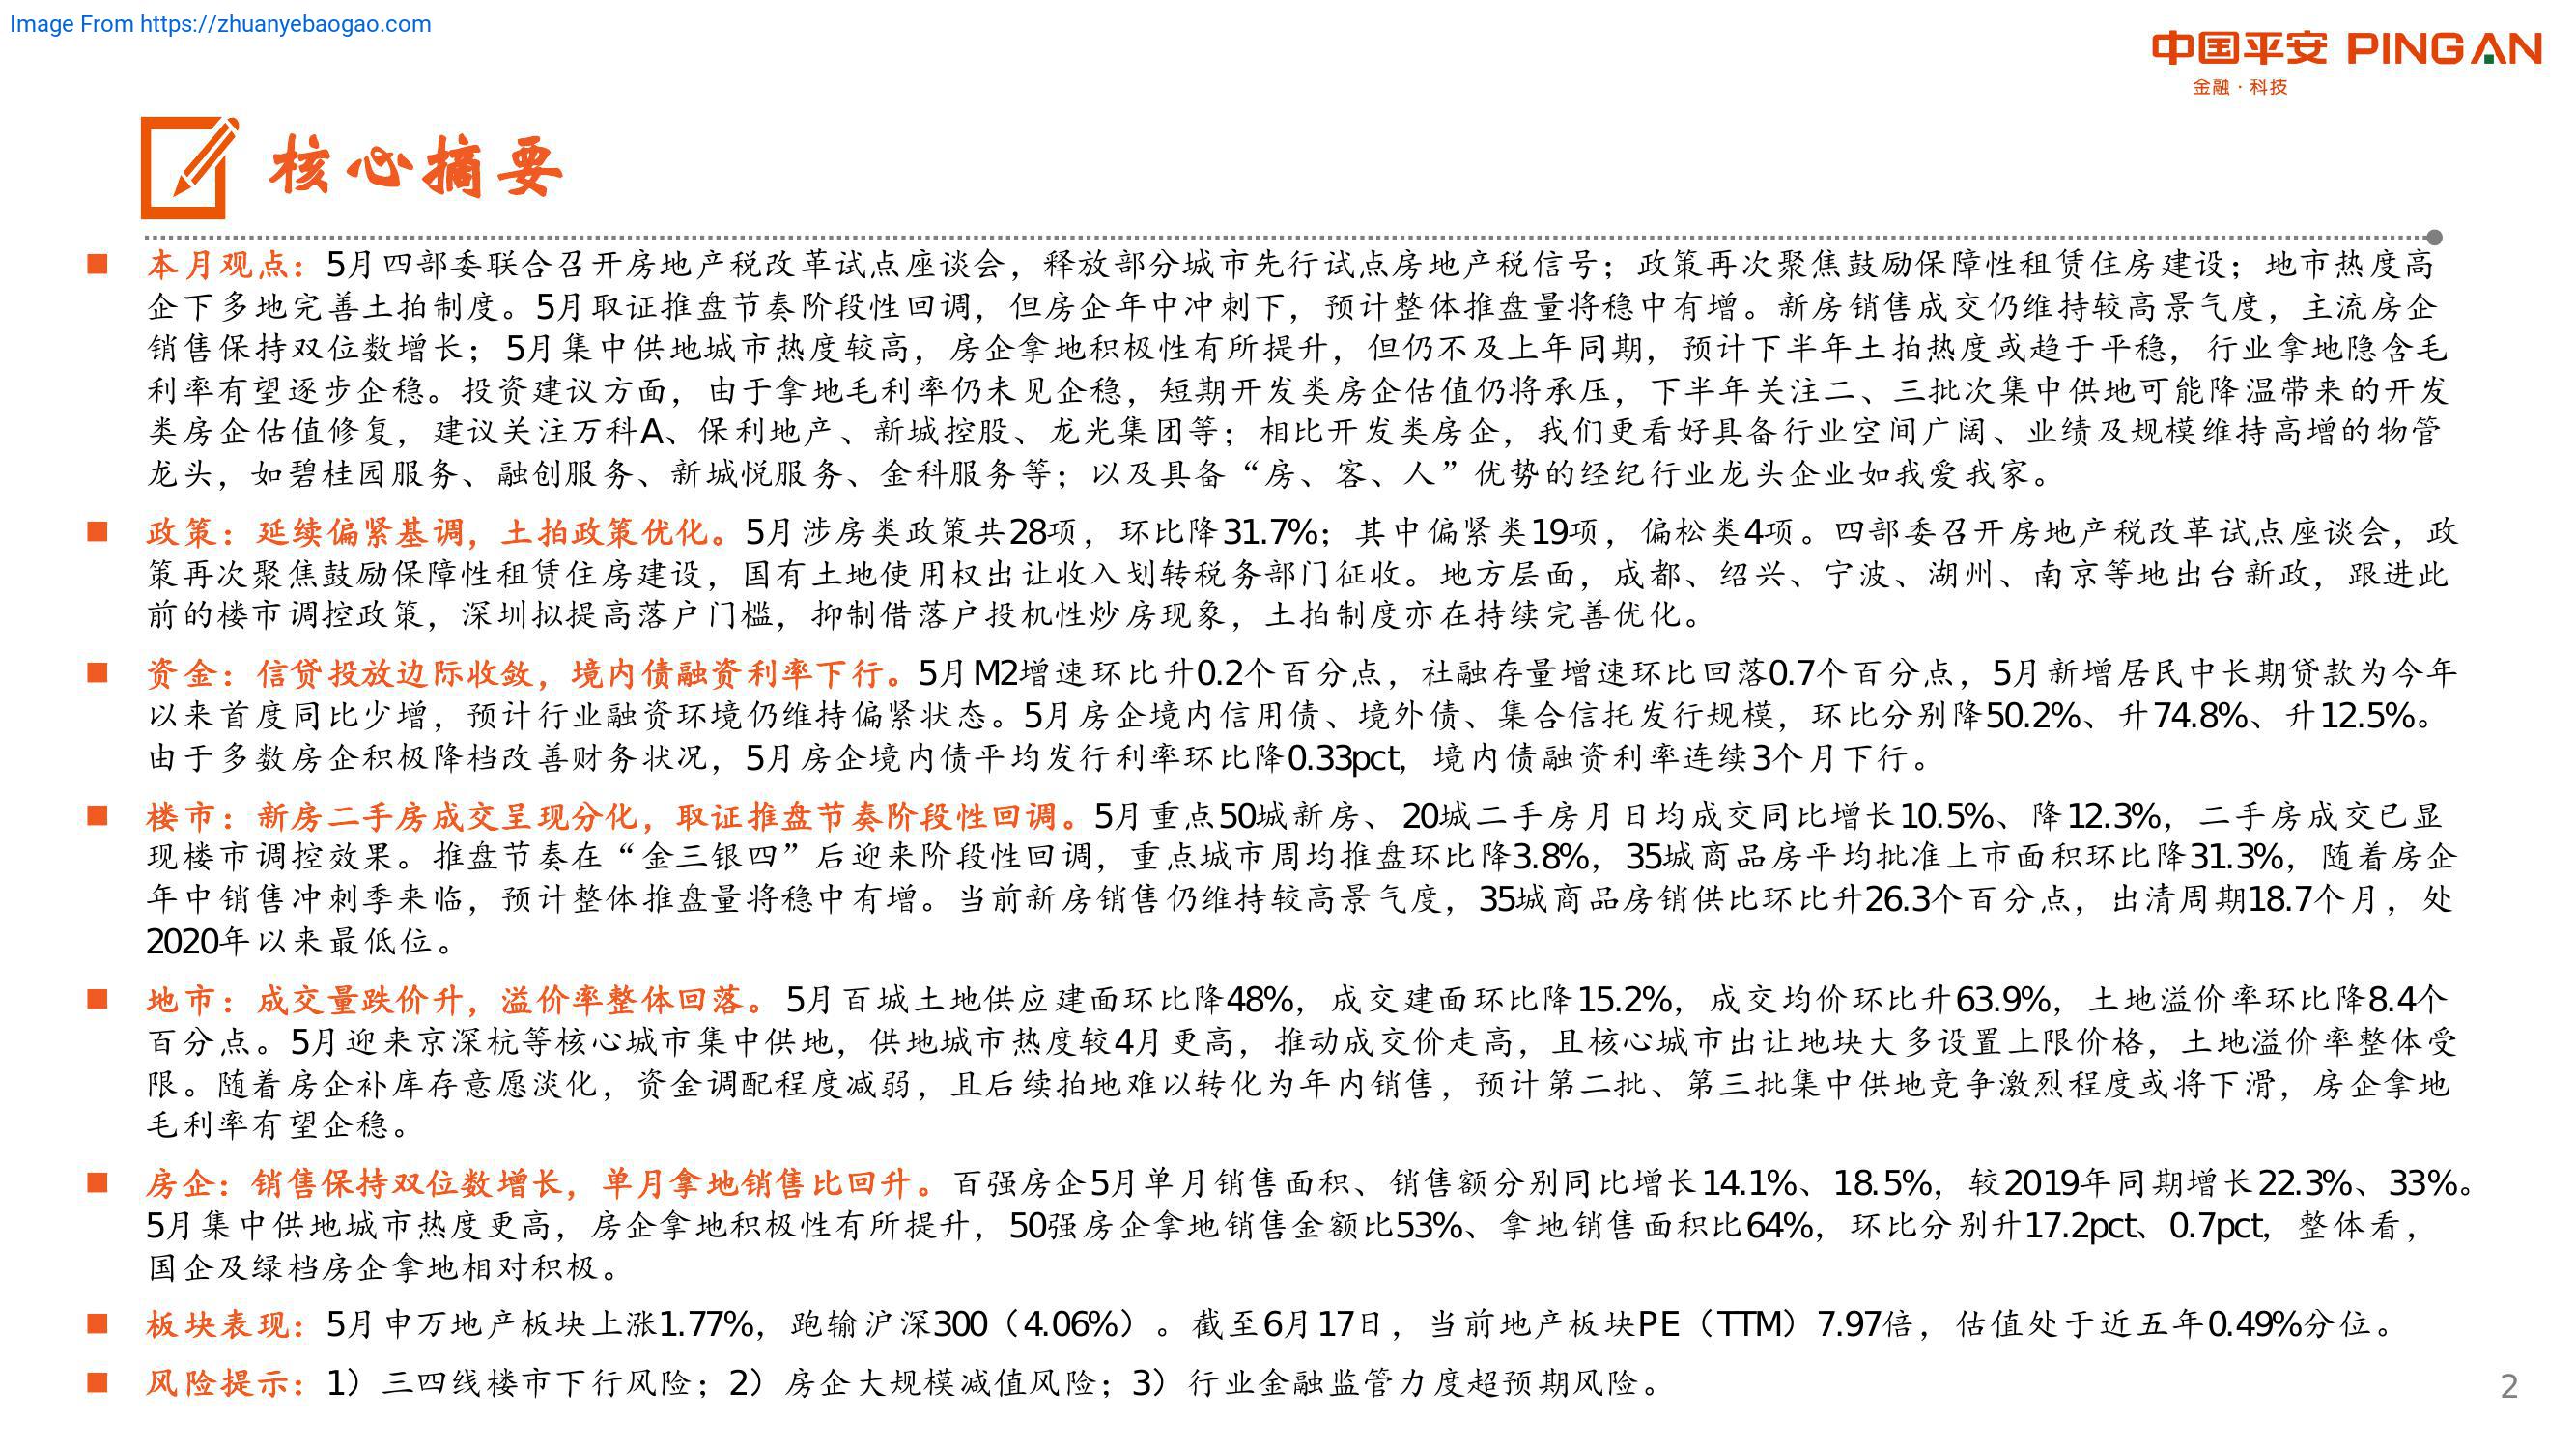 Image From https://zhuanyebaogao.com
中国平安 PINGAN
金融·科技
核心摘要
■ 本月观点：5月四部委联合召开房地产税改革试点座谈会，释放部分城市先行试点房地产税信号；政策再次聚焦鼓励保障性租赁住房建设；地市热度高
企下多地完善土拍制度。5月取证推盘节奏阶段性回调，但房企年中冲刺下，预计整体推盘量将稳中有增。新房销售成交仍维持较高景气度，主流房企
销售保持双位数增长；5月集中供地城市热度较高，房企拿地积极性有所提升，但仍不及上年同期，预计下半年土拍热度或趋于平稳，行业拿地隐含毛
利率有望逐步企稳。投资建议方面，由于拿地毛利率仍未见企稳，短期开发类房企估值仍将承压，下半年关注二、三批次集中供地可能降温带来的开发
类房企估值修复，建议关注万科A、保利地产、新城控股、龙光集团等；相比开发类房企，我们更看好具备行业空间广阔、业绩及规模维持高增的物管
龙头，如碧桂园服务、融创服务、新城悦服务、金科服务等；以及具备“房、客、人”优势的经纪行业龙头企业如我爱我家。
■ 政策：延续偏紧基调，土拍政策优化。5月涉房类政策共28项，环比降31.7%；其中偏紧类19项，偏松类4项。四部委召开房地产税改革试点座谈会，政
策再次聚焦鼓励保障性租赁住房建设，国有土地使用权出让收入划转税务部门征收。地方层面，成都、绍兴、宁波、湖州、南京等地出台新政，跟进此
前的楼市调控政策，深圳拟提高落户门槛，抑制借落户投机性炒房现象，土拍制度亦在持续完善优化。
■ 资金：信贷投放边际收敛，境内债融资利率下行。5月M2增速环比升0.2个百分点，社融存量增速环比回落0.7个百分点，5月新增居民中长期贷款为今年
以来首度同比少增，预计行业融资环境仍维持偏紧状态。5月房企境内信用债、境外债、集合信托发行规模，环比分别降50.2%、升74.8%、升12.5%。
由于多数房企积极降档改善财务状况，5月房企境内债平均发行利率环比降0.33pct，境内债融资利率连续3个月下行。
■ 楼市：新房二手房成交呈现分化，取证推盘节奏阶段性回调。5月重点50城新房、20城二手房月日均成交同比增长10.5%、降12.3%，二手房成交已显
现楼市调控效果。推盘节奏在“金三银四”后迎来阶段性回调，重点城市周均推盘环比降3.8%，35城商品房平均批准上市面积环比降31.3%，随着房企
年中销售冲刺季来临，预计整体推盘量将稳中有增。当前新房销售仍维持较高景气度，35城商品房销供比环比升26.3个百分点，出清周期18.7个月，处
2020年以来最低位。
■ 地市：成交量跌价升，溢价率整体回落。5月百城土地供应建面环比降48%，成交建面环比降15.2%，成交均价环比升63.9%，土地溢价率环比降8.4个
百分点。5月迎来京深杭等核心城市集中供地，供地城市热度较4月更高，推动成交价走高，且核心城市出让地块大多设置上限价格，土地溢价率整体受
限。随着房企补库存意愿淡化，资金调配程度减弱，且后续拍地难以转化为年内销售，预计第二批、第三批集中供地竞争激烈程度或将下滑，房企拿地
毛利率有望企稳。
■ 房企：销售保持双位数增长，单月拿地销售比回升。百强房企5月单月销售面积、销售额分别同比增长14.1%、18.5%，较2019年同期增长22.3%、33%。
5月集中供地城市热度更高，房企拿地积极性有所提升，50强房企拿地销售金额比53%、拿地销售面积比64%，环比分别升17.2pct、0.7pct，整体看，
国企及绿档房企拿地相对积极。
■ 板块表现：5月申万地产板块上涨1.77%，跑输沪深300（4.06%）。截至6月17日，当前地产板块PE（TTM）7.97倍，估值处于近五年0.49%分位。
■ 风险提示：1）三四线楼市下行风险；2）房企大规模减值风险；3）行业金融监管力度超预期风险。
2